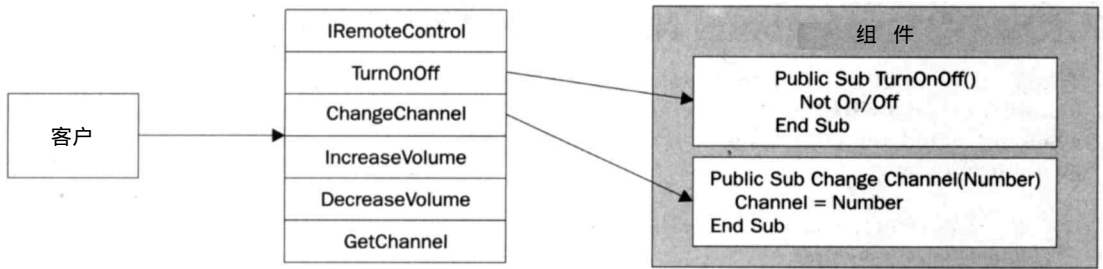 客户
IRemoteControl
TurnOnOff
ChangeChannel
IncreaseVolume
DecreaseVolume
GetChannel
组 件
Public Sub TurnOnOff()
Not On/Off
End Sub
Public Sub Change Channel(Number)
Channel = Number
End Sub